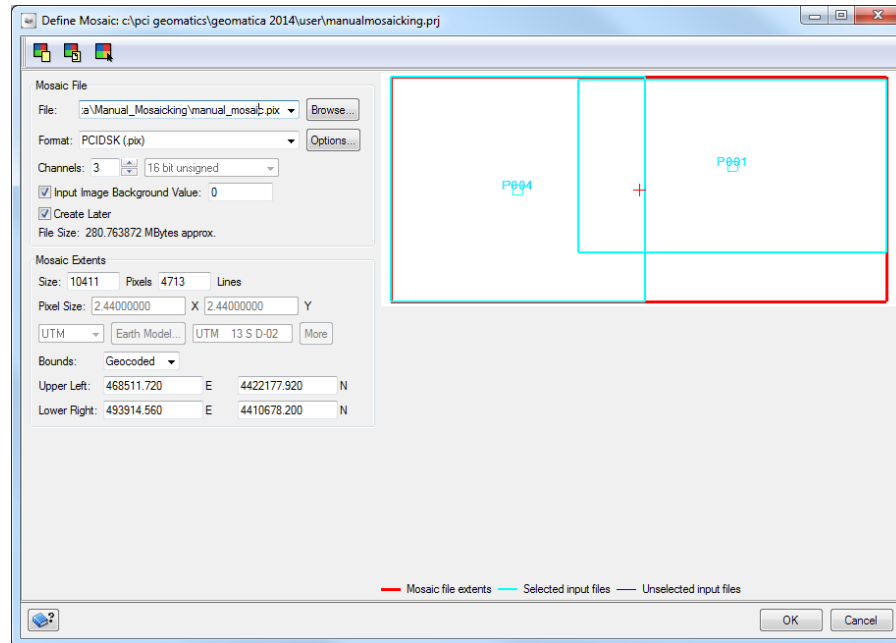 Define Mosaic: c:\pci geomatics\geomatica 2014\user\manualmosaicking.prj
Mosaic File
File: :a\Manual_Mosaicking\manual_mosaic.pix Browse...
Format: PCIDSK (.pix) Options...
Channels: 3 16 bit unsigned
Input Image Background Value: 0
Create Later
File Size: 280.763872 MBytes approx.
Mosaic Extents
Size: 10411 Pixels 4713 Lines
Pixel Size: 2.44000000 X 2.44000000 Y
UTM Earth Model... UTM 13 S D-02 More
Bounds: Geocoded
Upper Left: 468511.720 E 4422177.920 N
Lower Right: 493914.560 E 4410678.200 N
P004
P001
Mosaic file extents Selected input files Unselected input files
? OK Cancel